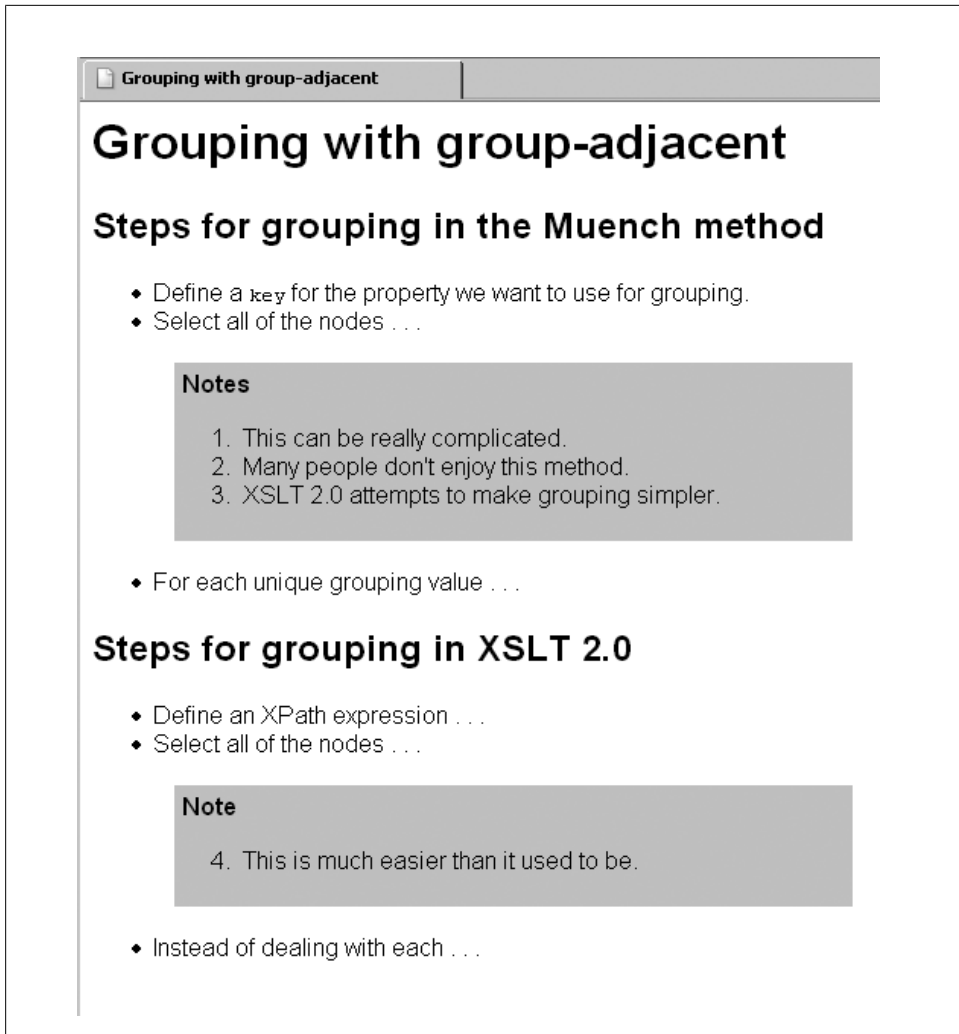 Grouping with group-adjacent
Grouping with group-adjacent
Steps for grouping in the Muench method
• Define a key for the property we want to use for grouping.
• Select all of the nodes . . .
Notes
1. This can be really complicated.
2. Many people don't enjoy this method.
3. XSLT 2.0 attempts to make grouping simpler.
• For each unique grouping value . . .
Steps for grouping in XSLT 2.0
• Define an XPath expression . . .
• Select all of the nodes . . .
Note
4. This is much easier than it used to be.
• Instead of dealing with each . . .